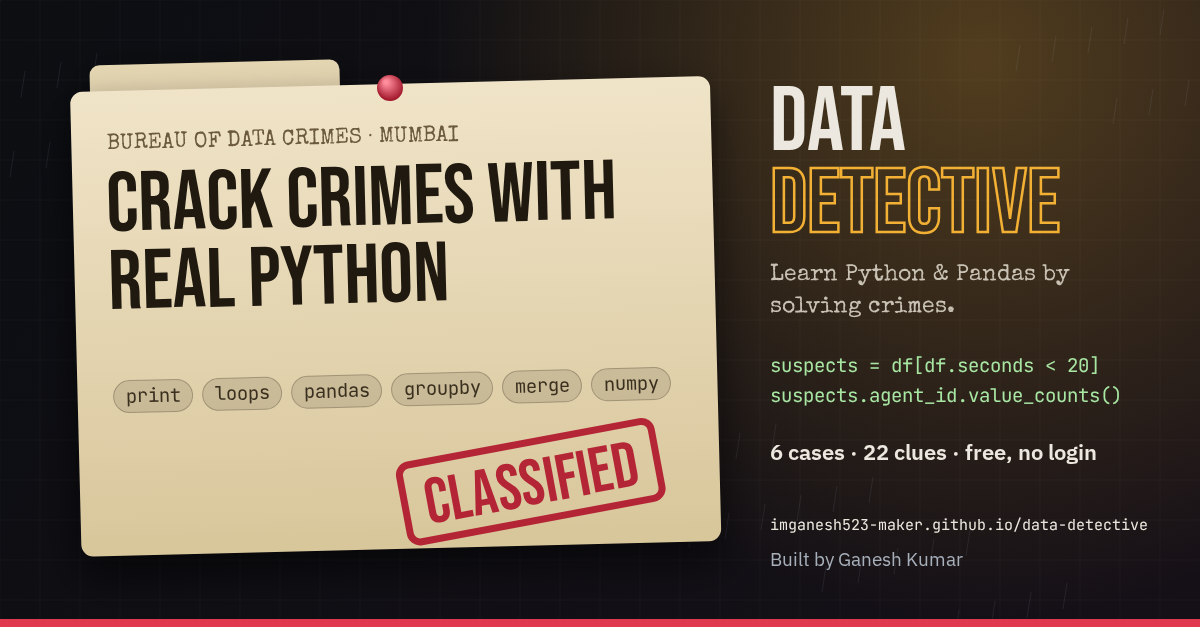 BUREAU OF DATA CRIMES · MUMBAI
CRACK CRIMES WITH
REAL PYTHON
print loops pandas groupby merge numpy
CLASSIFIED
DATA
DETECTIVE
Learn Python & Pandas by
solving crimes.
suspects = df[df.seconds < 20]
suspects.agent_id.value_counts()
6 cases · 22 clues · free, no login
imganesh523-maker.github.io/data-detective
Built by Ganesh Kumar